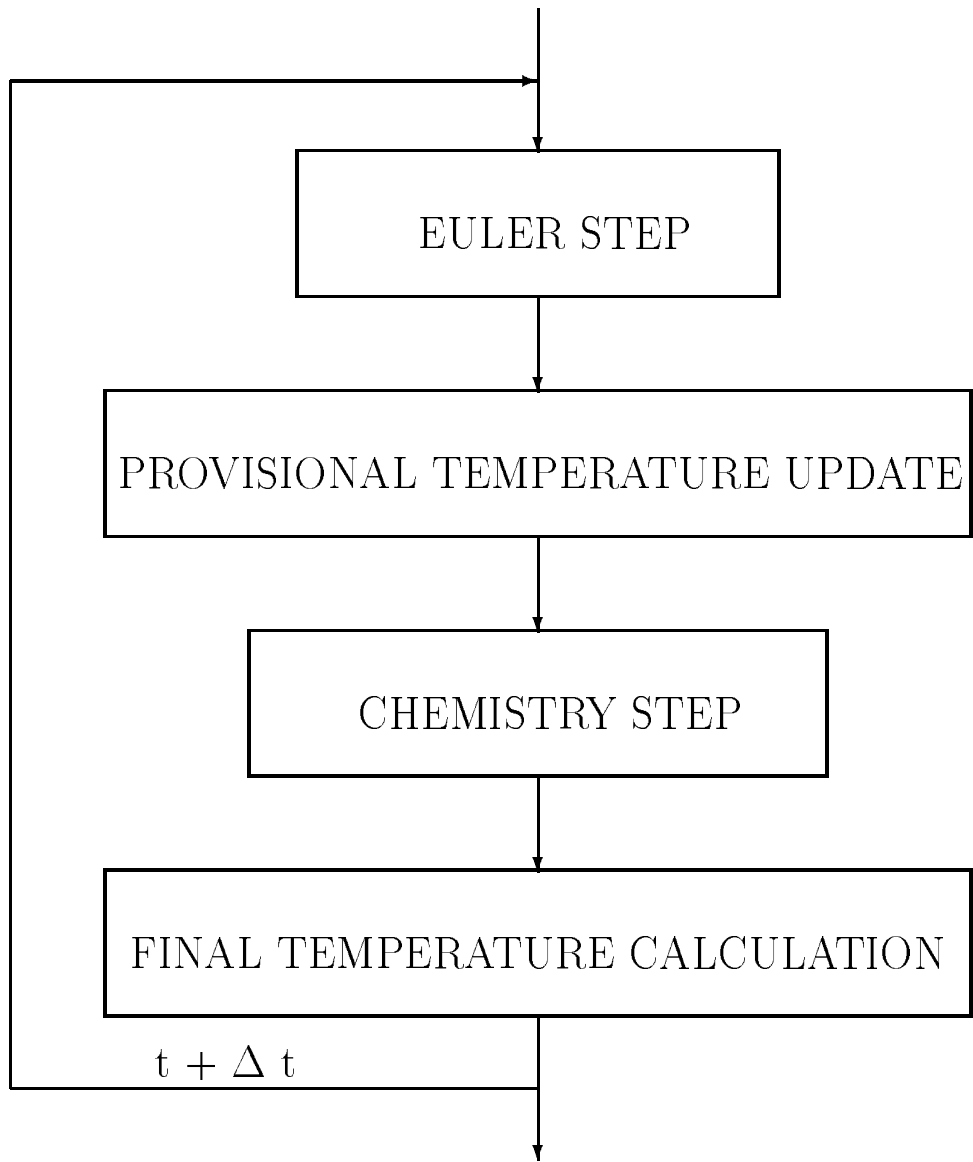 EULER STEP
PROVISIONAL TEMPERATURE UPDATE
CHEMISTRY STEP
FINAL TEMPERATURE CALCULATION
t + Δ t